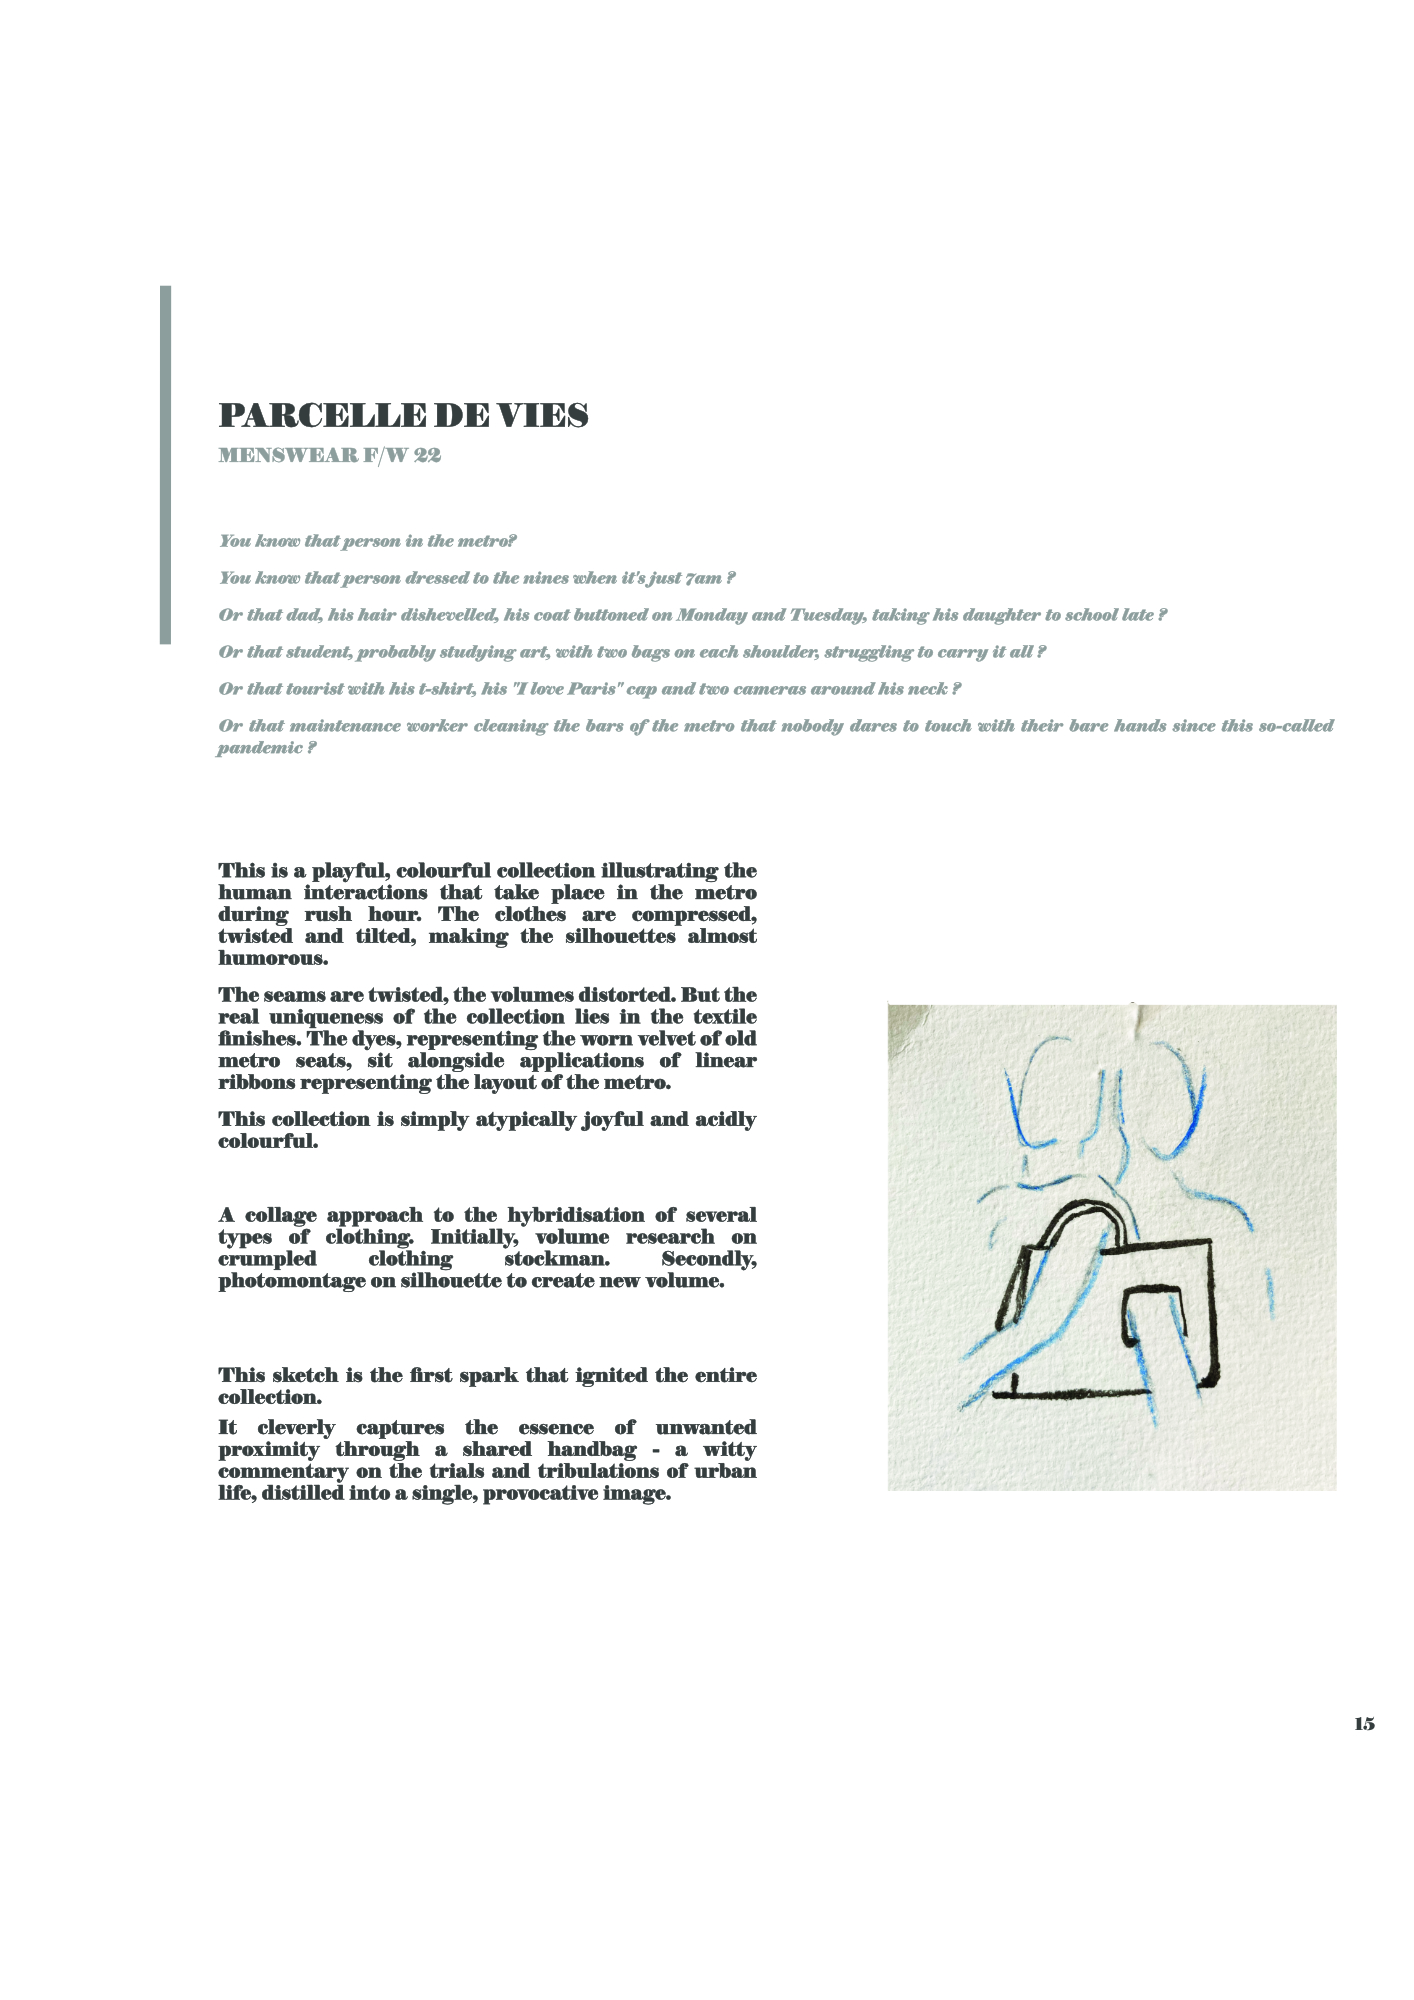 PARCELLE DE VIES
MENSWEAR F/W 22
You know that person in the metro?
You know that person dressed to the nines when it's just 7am ?
Or that dad, his hair dishevelled, his coat buttoned on Monday and Tuesday, taking his daughter to school late ?
Or that student, probably studying art, with two bags on each shoulder, struggling to carry it all ?
Or that tourist with his t-shirt, his "I love Paris" cap and two cameras around his neck ?
Or that maintenance worker cleaning the bars of the metro that nobody dares to touch with their bare hands since this so-called
pandemic ?
This is a playful, colourful collection illustrating the
human interactions that take place in the metro
during rush hour. The clothes are compressed,
twisted and tilted, making the silhouettes almost
humorous.
The seams are twisted, the volumes distorted. But the
real uniqueness of the collection lies in the textile
finishes. The dyes, representing the worn velvet of old
metro seats, sit alongside applications of linear
ribbons representing the layout of the metro.
This collection is simply atypically joyful and acidly
colourful.
A collage approach to the hybridisation of several
types of clothing. Initially, volume research on
crumpled clothing stockman. Secondly,
photomontage on silhouette to create new volume.
This sketch is the first spark that ignited the entire
collection.
It cleverly captures the essence of unwanted
proximity through a shared handbag - a witty
commentary on the trials and tribulations of urban
life, distilled into a single, provocative image.
15